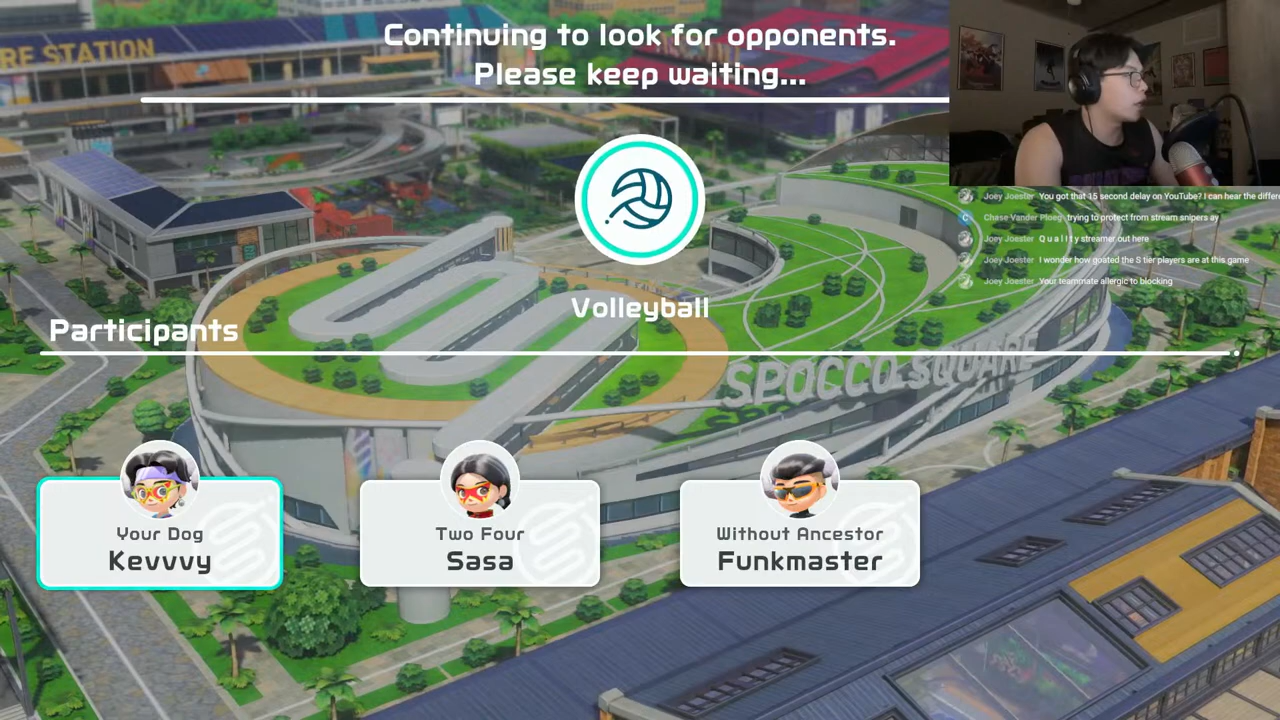 RE STATION
Continuing to look for opponents.
Please keep waiting...
Joey Joester You got that 15 second delay on YouTube? I can hear the differe
C Chase Vander Ploeg trying to protect from stream snipers ay
Joey Joester Q u a l i t y streamer out here
Joey Joester I wonder how goated the S tier players are at this game
Joey Joester Your teammate allergic to blocking
Volleyball
Participants
SPOCCO SQUARE
Your Dog
Kevvvy
Two Four
Sasa
Without Ancestor
Funkmaster